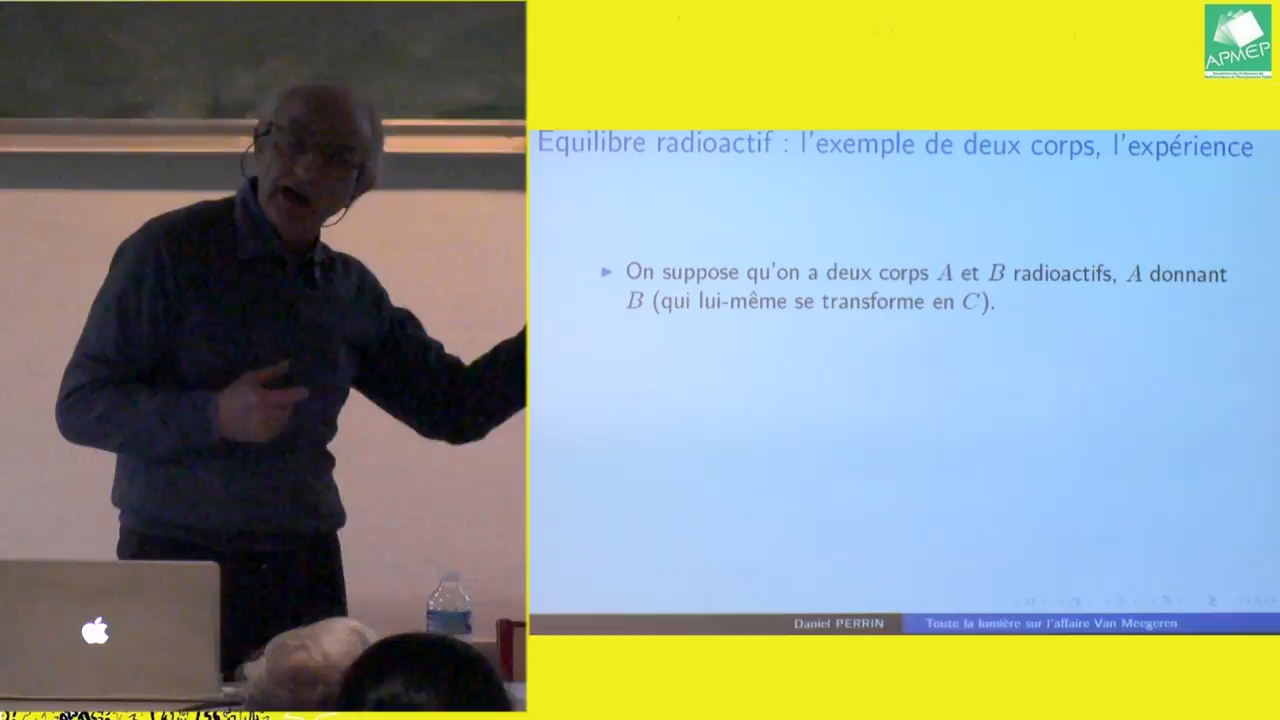 APMEP
Equilibre radioactif : l'exemple de deux corps, l'expérience
On suppose qu'on a deux corps A et B radioactifs, A donnant
B (qui lui-même se transforme en C).
Daniel PERRIN
Toute la lumière sur l'affaire Van Meegeren